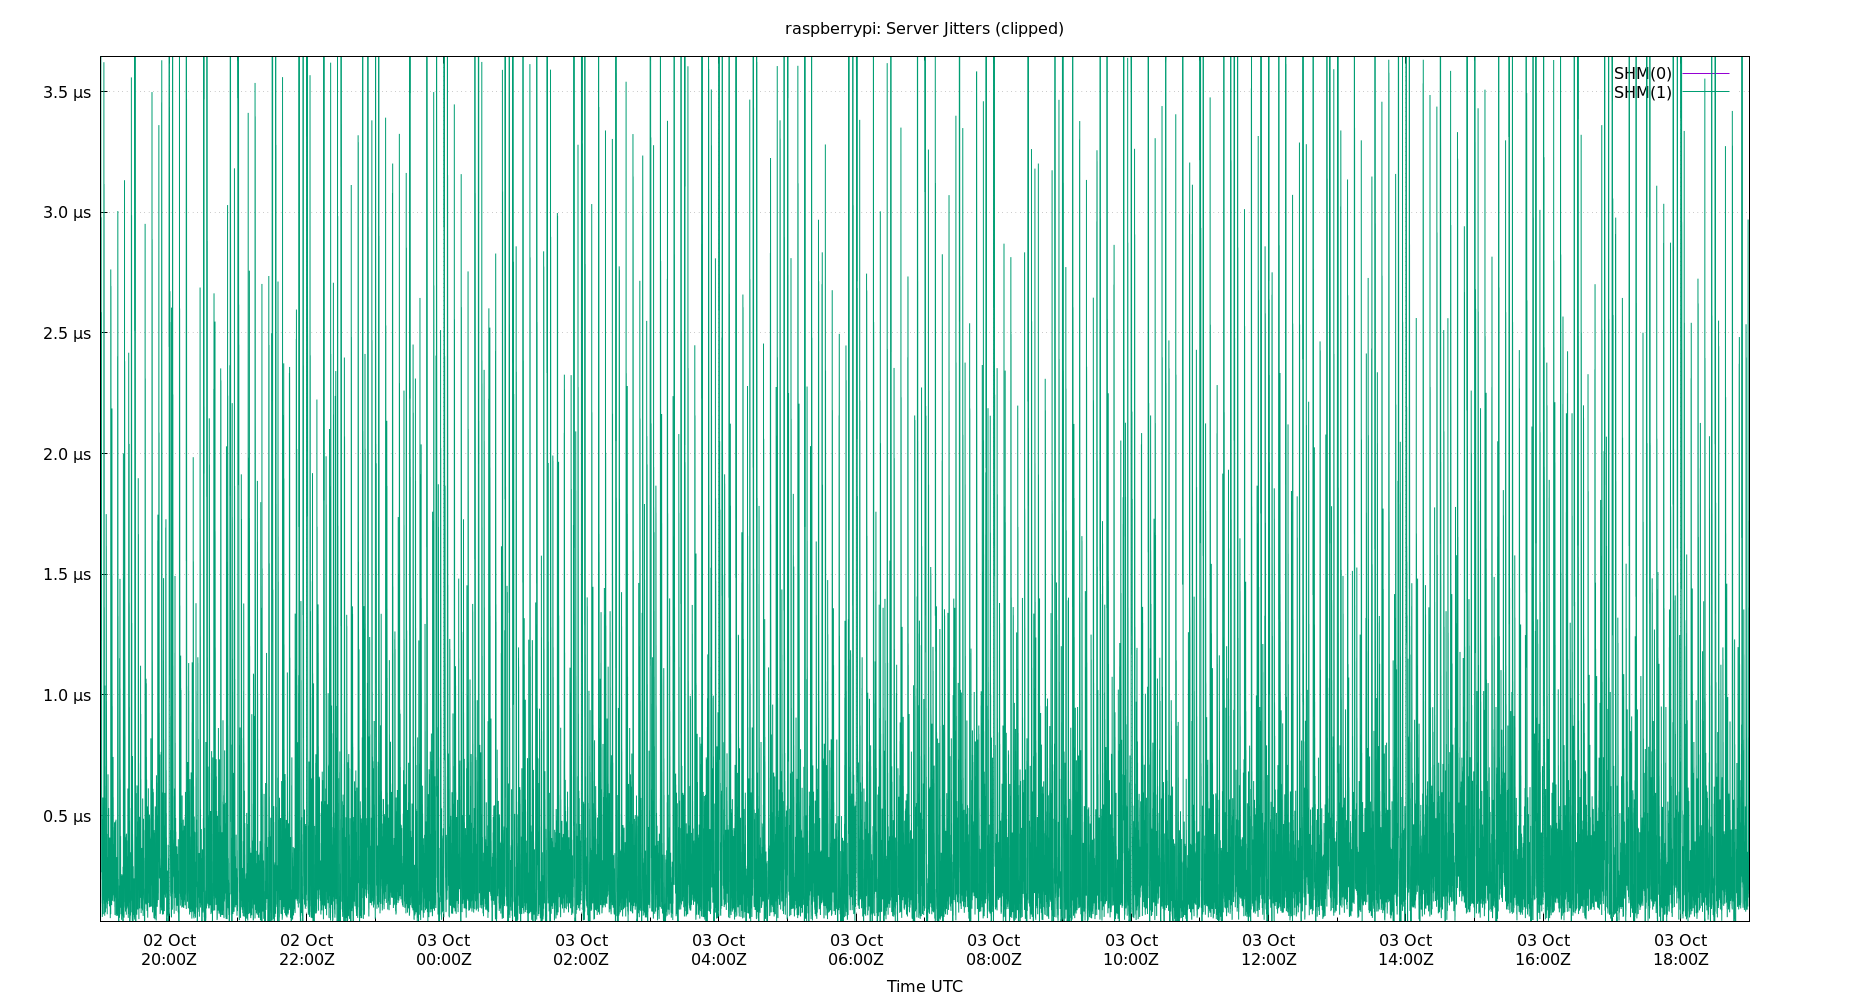 raspberrypi: Server Jitters (clipped)
SHM(0)
SHM(1)
3.5 μs
3.0 μs
2.5 μs
2.0 μs
1.5 μs
1.0 μs
0.5 μs
02 Oct 02 Oct 03 Oct 03 Oct 03 Oct 03 Oct 03 Oct 03 Oct 03 Oct 03 Oct 03 Oct 03 Oct
20:00Z 22:00Z 00:00Z 02:00Z 04:00Z 06:00Z 08:00Z 10:00Z 12:00Z 14:00Z 16:00Z 18:00Z
Time UTC